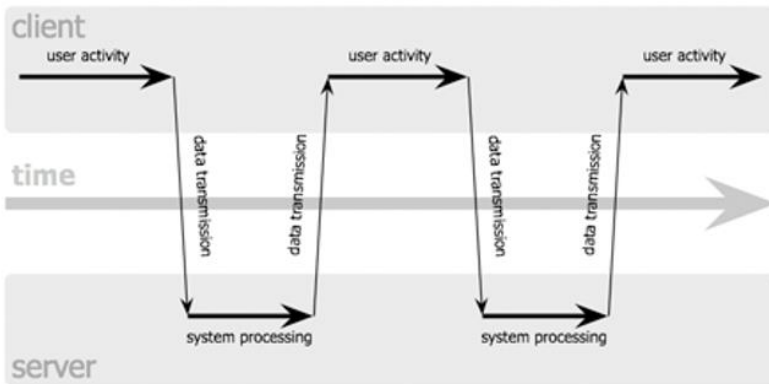 client
user activity
user activity
user activity
data transmission
data transmission
data transmission
data transmission
time
system processing
system processing
server